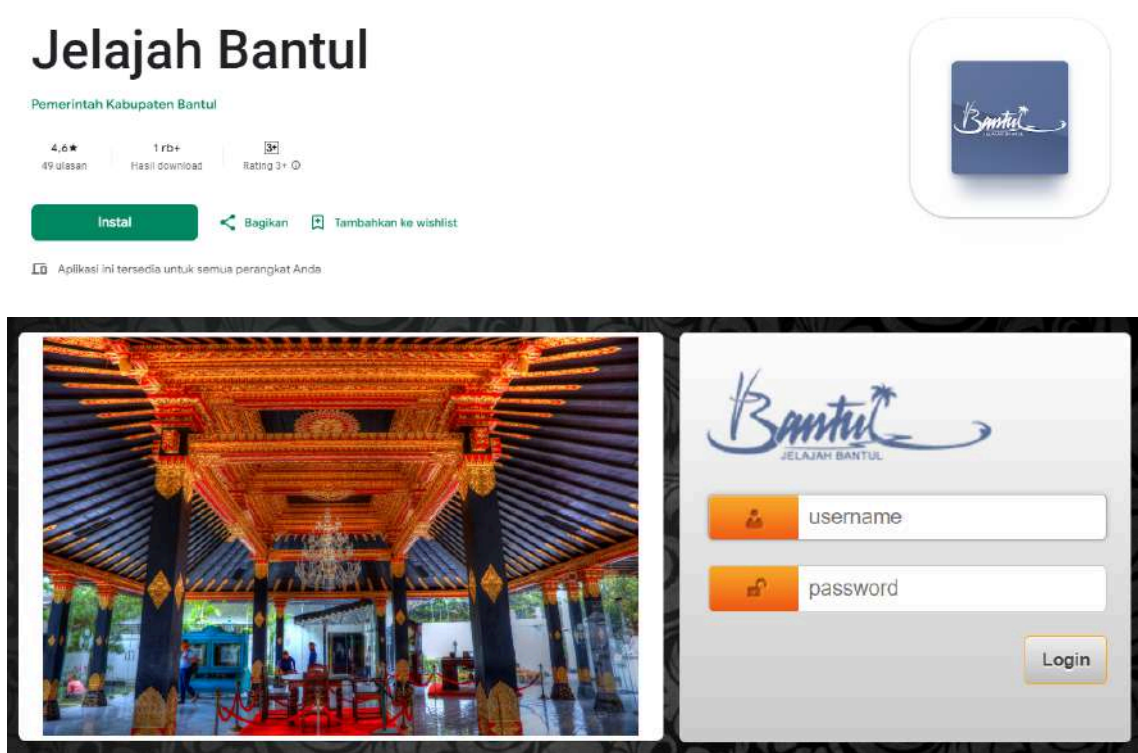 Jelajah Bantul
Pemerintah Kabupaten Bantul
4,6★ 1 rb+ 3+
49 ulasan Hasil download Rating 3+
Instal Bagikan Tambahkan ke wishlist
Aplikasi ini tersedia untuk semua perangkat Anda
Bantul
Bantul
JELAJAH BANTUL
username
password
Login